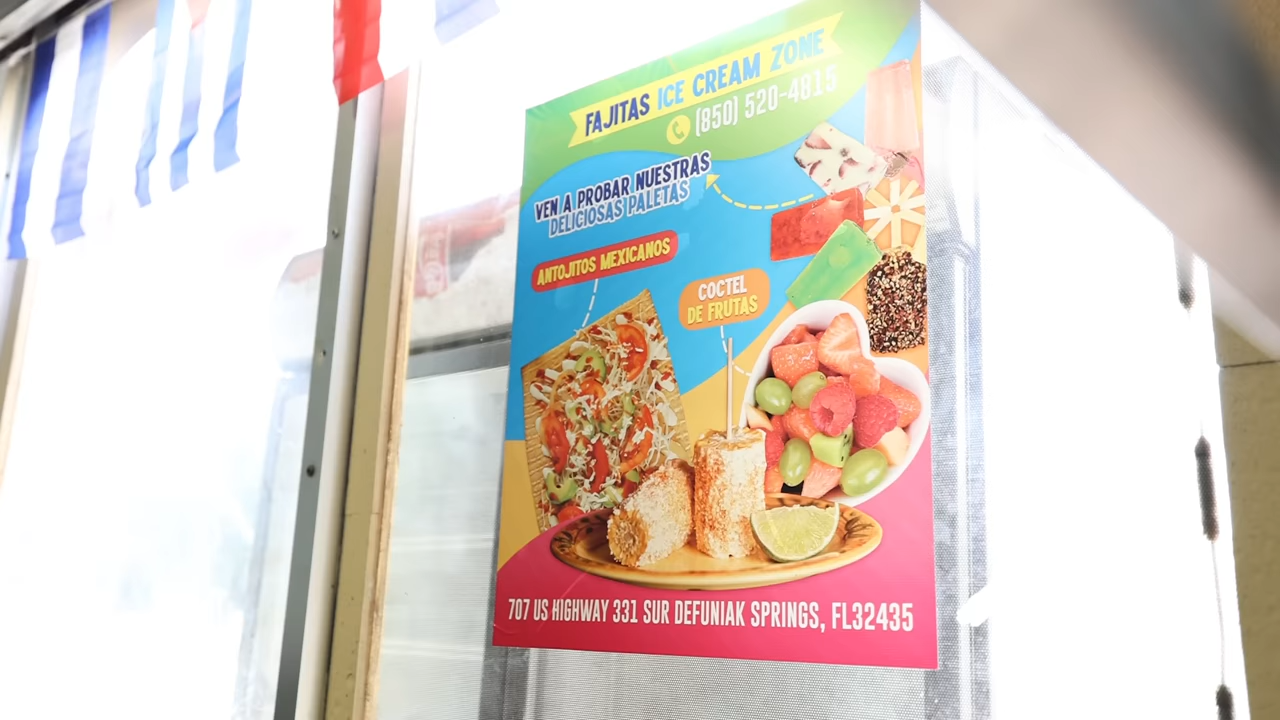 FAJITAS ICE CREAM ZONE
(850) 520-4815
VEN A PROBAR NUESTRAS
DELICIOSAS PALETAS
ANTOJITOS MEXICANOS
COCTEL
DE FRUTAS
707 US HIGHWAY 331 SUR DEFUNIAK SPRINGS, FL32435